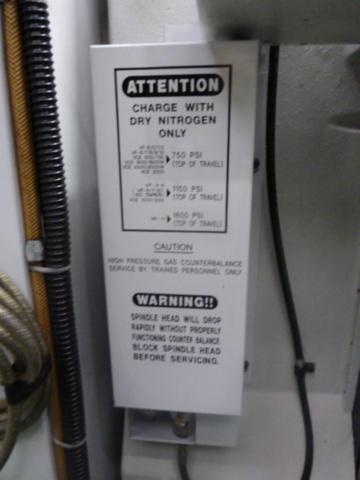 ATTENTION
CHARGE WITH
DRY NITROGEN
ONLY
750 PSI
(TOP OF TRAVEL)
1150 PSI
(TOP OF TRAVEL)
1600 PSI
(TOP OF TRAVEL)
CAUTION
HIGH PRESSURE GAS COUNTERBALANCE
SERVICE BY TRAINED PERSONNEL ONLY
WARNING!!
SPINDLE HEAD WILL DROP
RAPIDLY WITHOUT PROPERLY
FUNCTIONING COUNTER BALANCE.
BLOCK SPINDLE HEAD
BEFORE SERVICING.